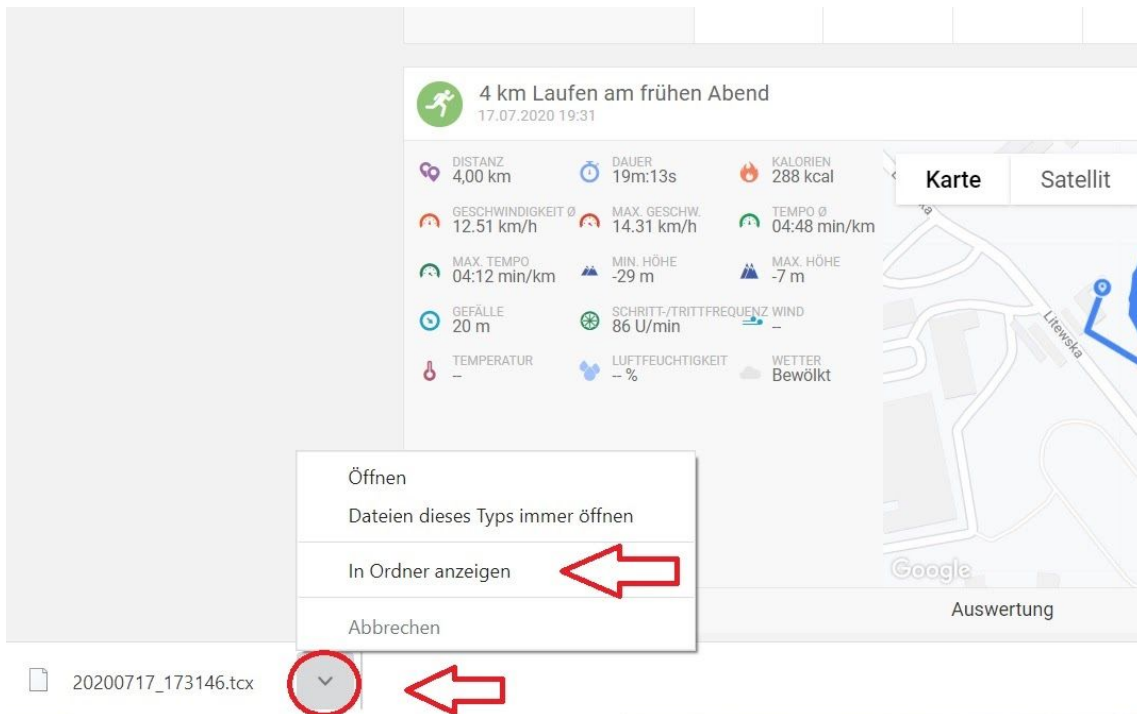 4 km Laufen am frühen Abend
17.07.2020 19:31
DISTANZ
4,00 km
DAUER
19m:13s
KALORIEN
288 kcal
GESCHWINDIGKEIT Ø
12.51 km/h
MAX. GESCHW.
14.31 km/h
TEMPO Ø
04:48 min/km
MAX. TEMPO
04:12 min/km
MIN. HÖHE
-29 m
MAX. HÖHE
-7 m
GEFÄLLE
20 m
SCHRITT-/TRITTFREQUENZ
86 U/min
WIND
--
TEMPERATUR
--
LUFTFEUCHTIGKEIT
-- %
WETTER
Bewölkt
Karte
Satellit
Litewska
Google
Auswertung
Öffnen
Dateien dieses Typs immer öffnen
In Ordner anzeigen
Abbrechen
20200717_173146.tcx